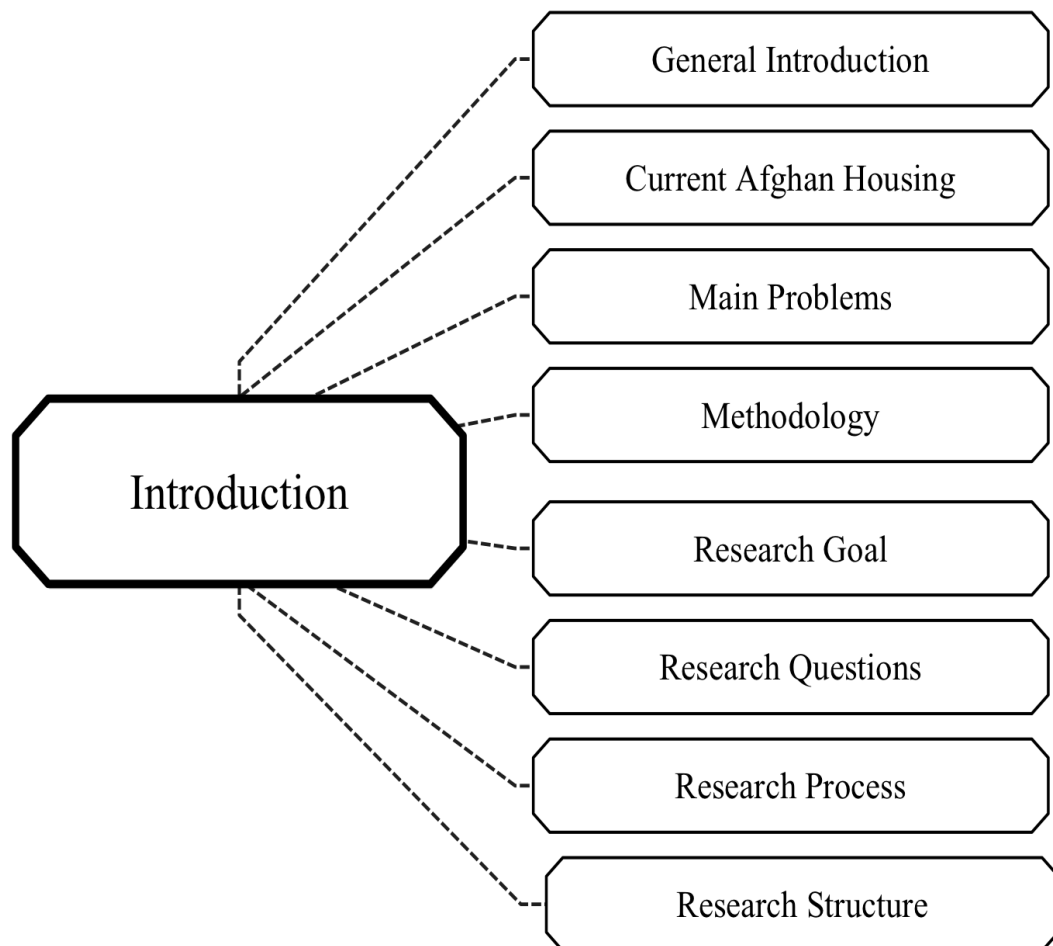 General Introduction
Current Afghan Housing
Main Problems
Methodology
Introduction
Research Goal
Research Questions
Research Process
Research Structure